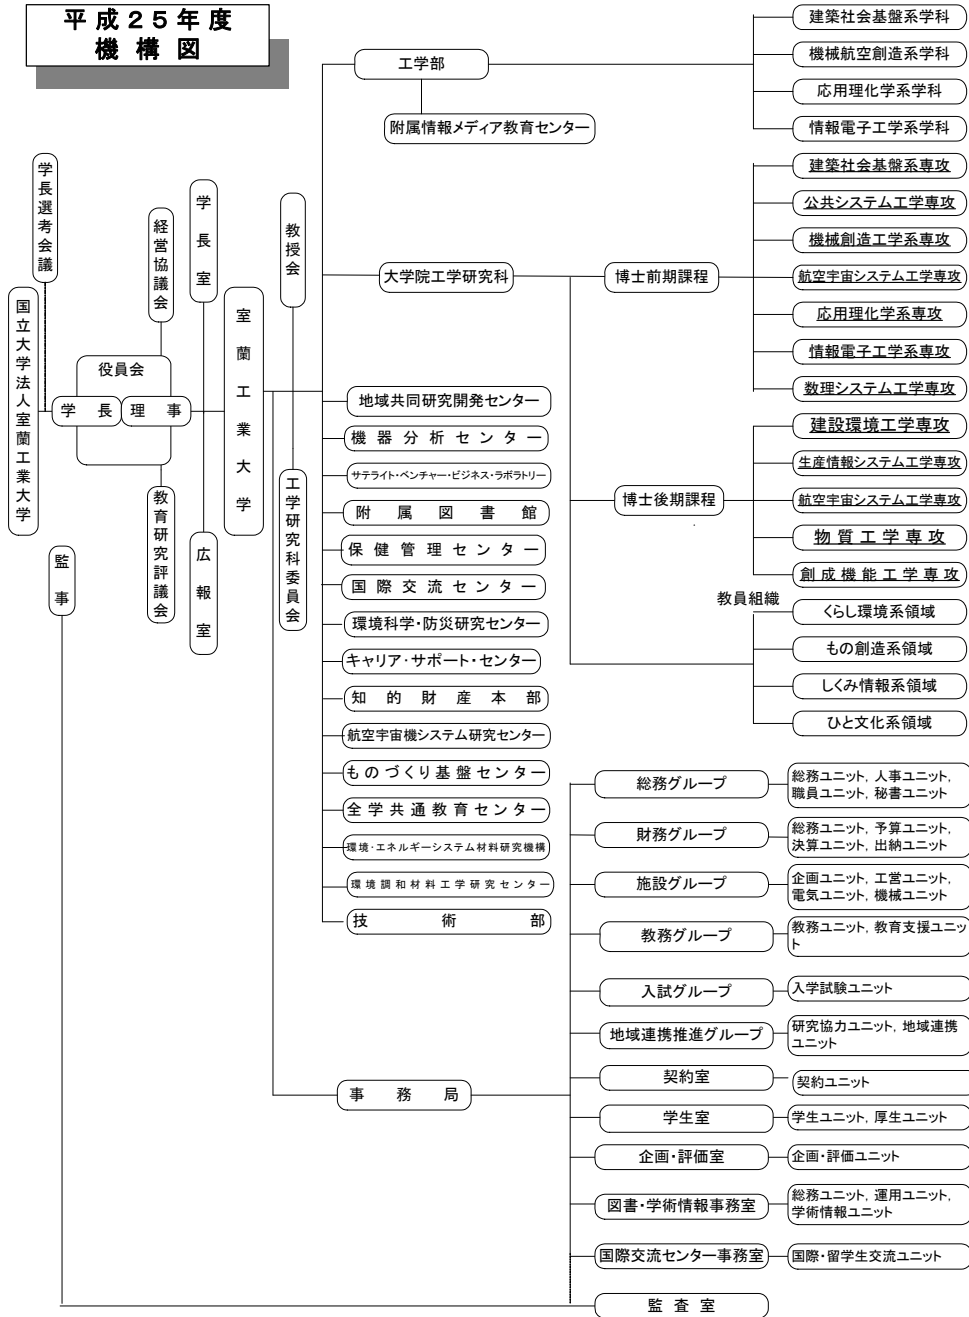 平成25年度
機構図
工学部
附属情報メディア教育センター
建築社会基盤系学科
機械航空創造系学科
応用理化学系学科
情報電子工学系学科
学長選考会議
経営協議会
学長室
教授会
国立大学法人室蘭工業大学
役員会
学長
理事
室蘭工業大学
監事
教育研究評議会
広報室
工学研究科委員会
大学院工学研究科
博士前期課程
建築社会基盤系専攻
公共システム工学専攻
機械創造工学系専攻
航空宇宙システム工学専攻
応用理化学系専攻
情報電子工学系専攻
数理システム工学専攻
博士後期課程
建設環境工学専攻
生産情報システム工学専攻
航空宇宙システム工学専攻
物質工学専攻
創成機能工学専攻
教員組織
くらし環境系領域
もの創造系領域
しくみ情報系領域
ひと文化系領域
地域共同研究開発センター
機器分析センター
サテライト・ベンチャー・ビジネス・ラボラトリー
附属図書館
保健管理センター
国際交流センター
環境科学・防災研究センター
キャリア・サポート・センター
知的財産本部
航空宇宙機システム研究センター
ものづくり基盤センター
全学共通教育センター
環境・エネルギーシステム材料研究機構
環境調和材料工学研究センター
技術部
事務局
総務グループ
総務ユニット, 人事ユニット,
職員ユニット, 秘書ユニット
財務グループ
総務ユニット, 予算ユニット,
決算ユニット, 出納ユニット
施設グループ
企画ユニット, 工営ユニット,
電気ユニット, 機械ユニット
教務グループ
教務ユニット, 教育支援ユニッ
ト
入試グループ
入学試験ユニット
地域連携推進グループ
研究協力ユニット, 地域連携
ユニット
契約室
契約ユニット
学生室
学生ユニット, 厚生ユニット
企画・評価室
企画・評価ユニット
図書・学術情報事務室
総務ユニット, 運用ユニット,
学術情報ユニット
国際交流センター事務室
国際・留学生交流ユニット
監査室